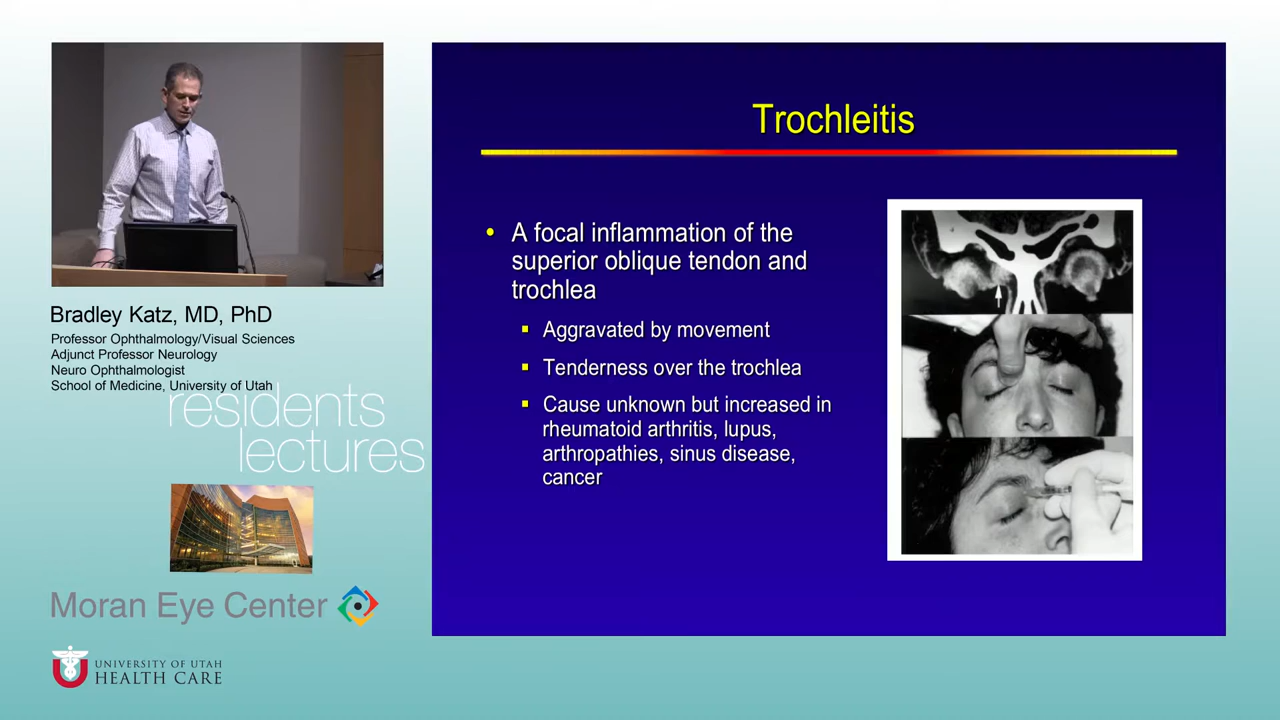 Trochleitis
• A focal inflammation of the
superior oblique tendon and
trochlea
▪ Aggravated by movement
▪ Tenderness over the trochlea
▪ Cause unknown but increased in
rheumatoid arthritis, lupus,
arthropathies, sinus disease,
cancer
Bradley Katz, MD, PhD
Professor Ophthalmology/Visual Sciences
Adjunct Professor Neurology
Neuro Ophthalmologist
School of Medicine, University of Utah
residents
lectures
Moran Eye Center
UNIVERSITY OF UTAH
HEALTH CARE